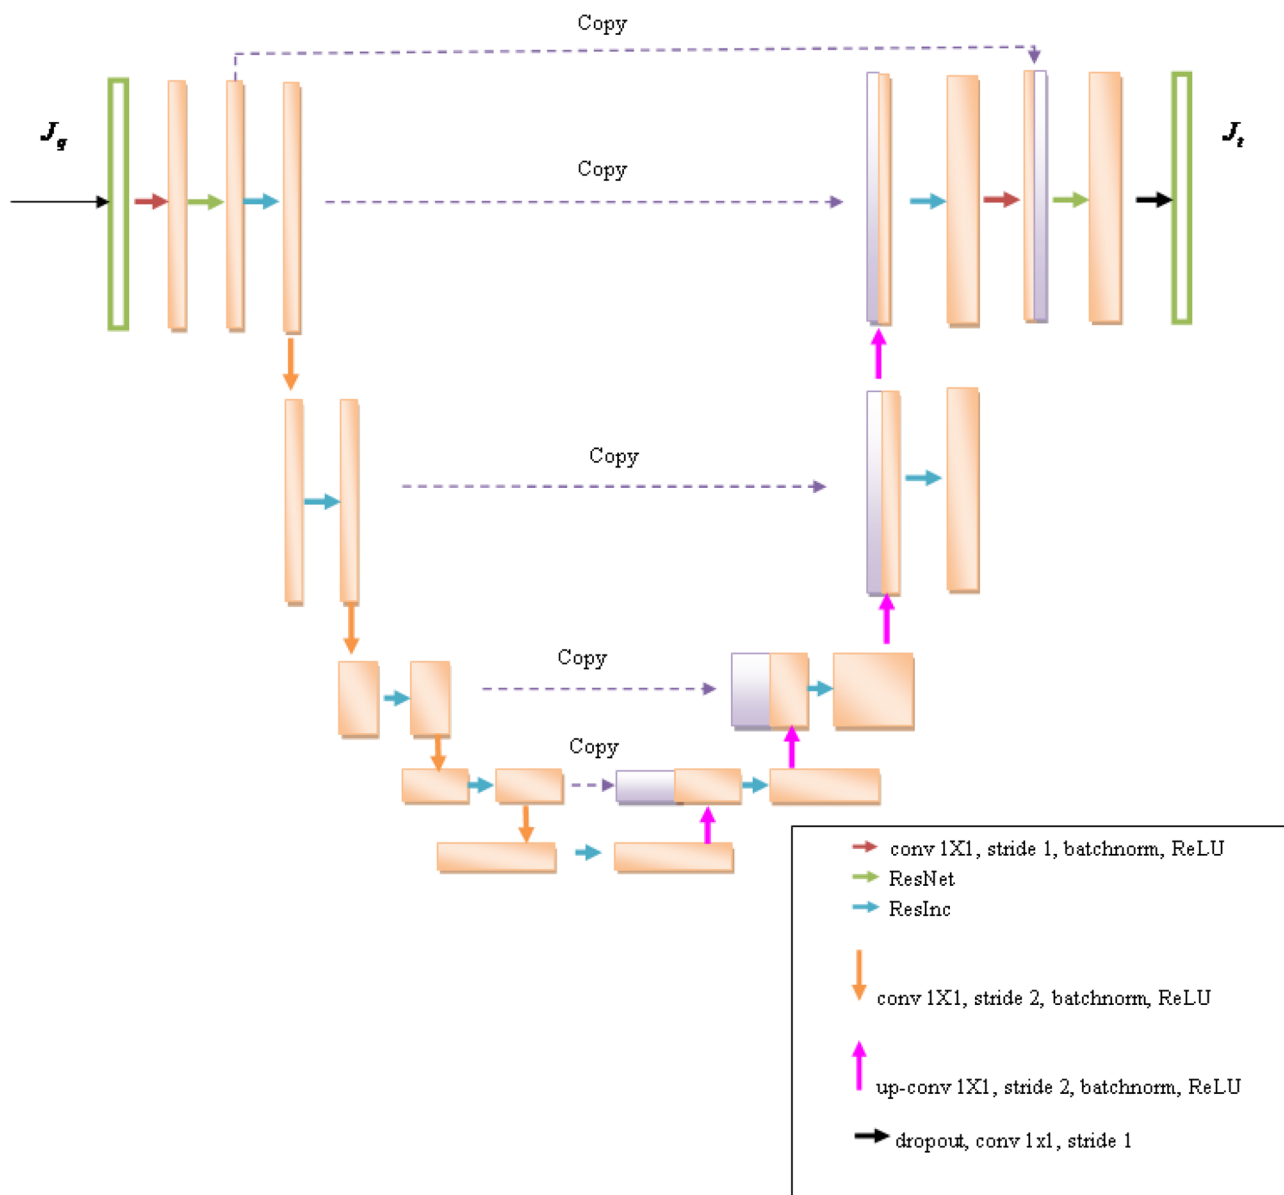 Copy
J_q
J_t
Copy
Copy
Copy
Copy
conv 1X1, stride 1, batchnorm, ReLU
ResNet
ResInc
conv 1X1, stride 2, batchnorm, ReLU
up-conv 1X1, stride 2, batchnorm, ReLU
dropout, conv 1x1, stride 1